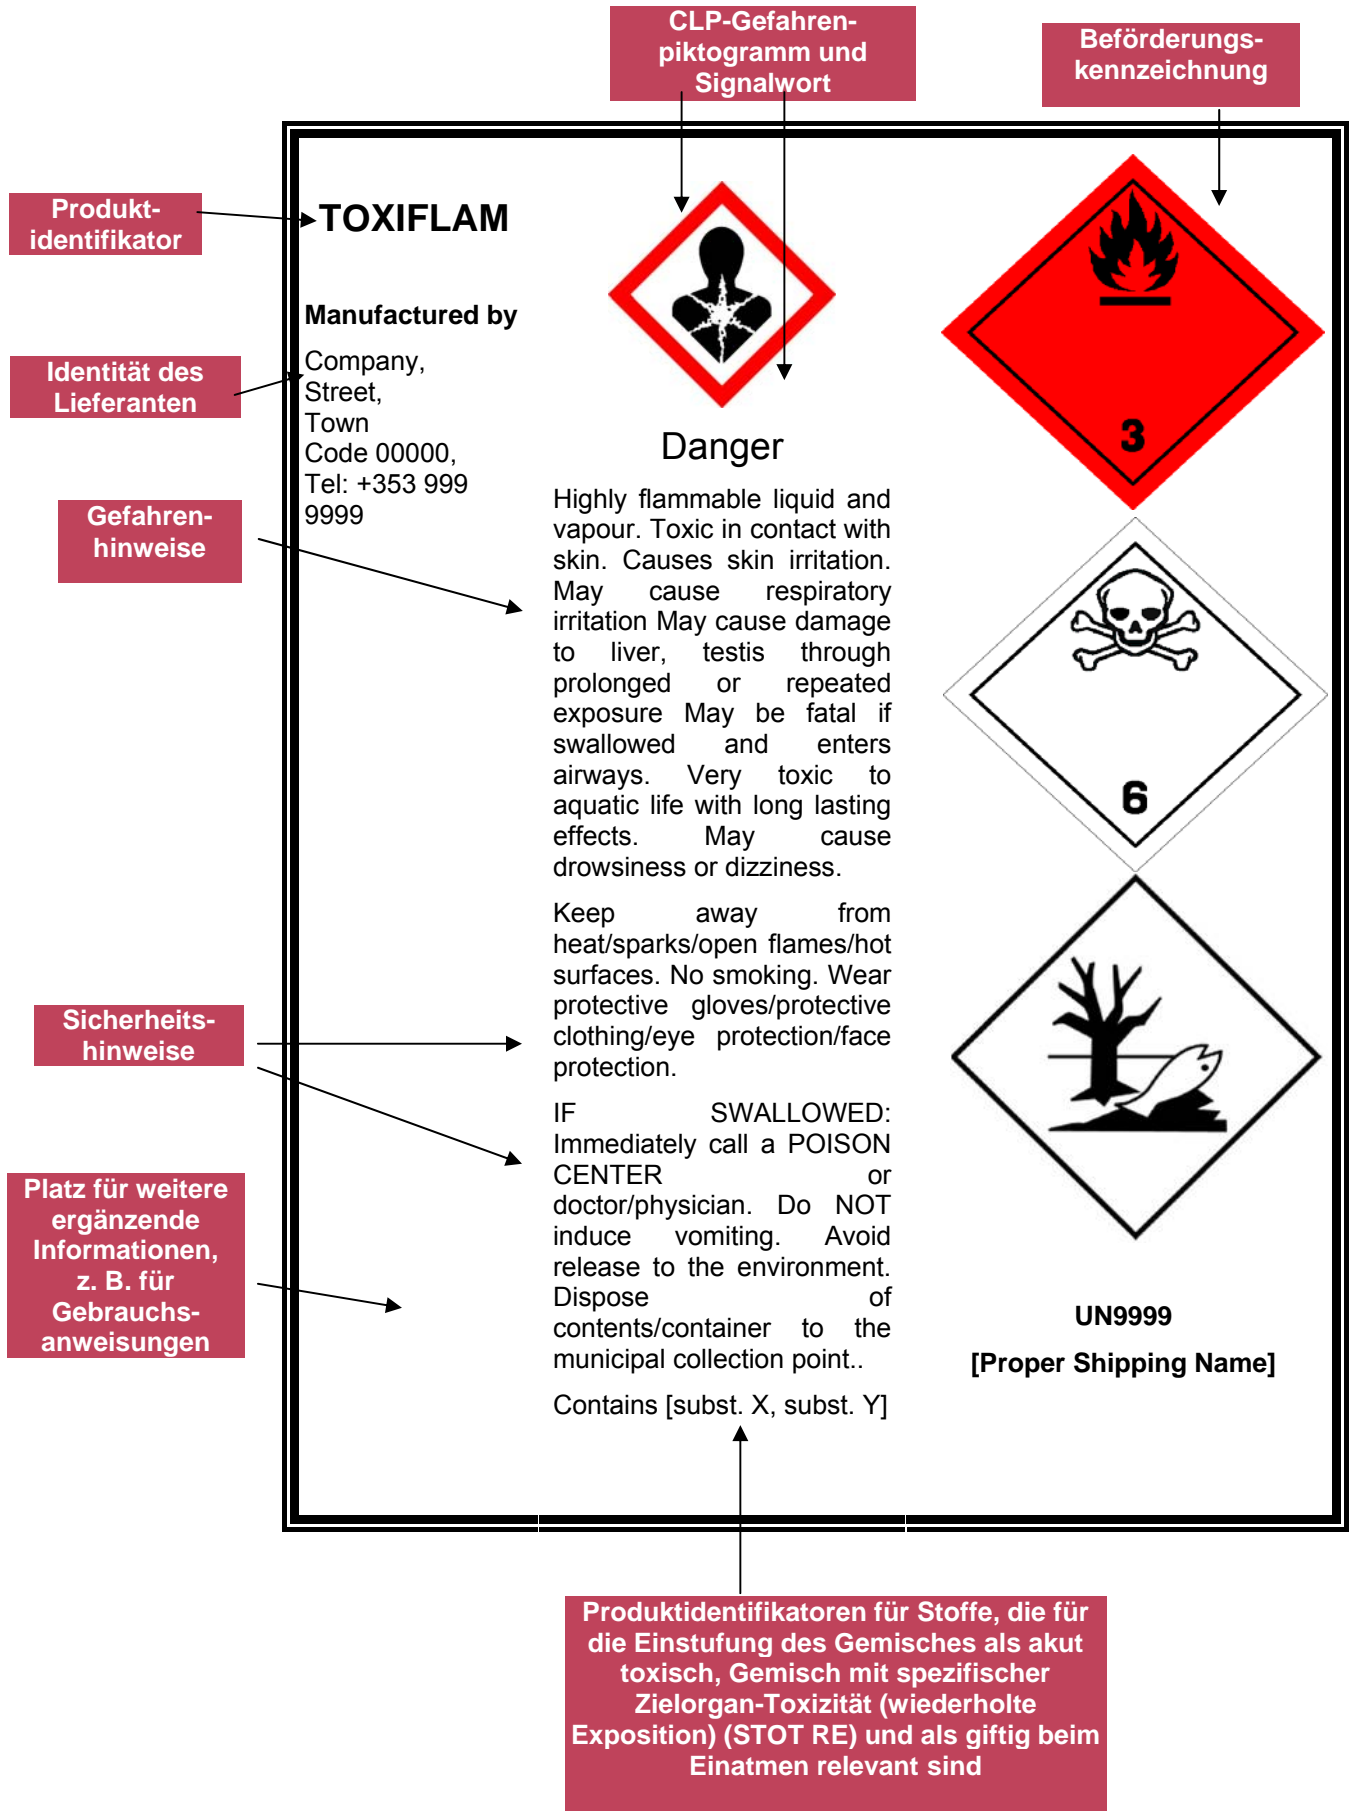 CLP-Gefahren-
piktogramm und
Signalwort
Beförderungs-
kennzeichnung
Produkt-
identifikator
TOXIFLAM
Manufactured by
Identität des
Lieferanten
Company,
Street,
Town
Code 00000,
Tel: +353 999
9999
3
Danger
Gefahren-
hinweise
Highly flammable liquid and
vapour. Toxic in contact with
skin. Causes skin irritation.
May cause respiratory
irritation May cause damage
to liver, testis through
prolonged or repeated
exposure May be fatal if
swallowed and enters
airways. Very toxic to
aquatic life with long lasting
effects. May cause
drowsiness or dizziness.
6
Sicherheits-
hinweise
Keep away from
heat/sparks/open flames/hot
surfaces. No smoking. Wear
protective gloves/protective
clothing/eye protection/face
protection.
IF SWALLOWED:
Immediately call a POISON
CENTER or
doctor/physician. Do NOT
induce vomiting. Avoid
release to the environment.
Dispose of
contents/container to the
municipal collection point..
Contains [subst. X, subst. Y]
Platz für weitere
ergänzende
Informationen,
z. B. für
Gebrauchs-
anweisungen
UN9999
[Proper Shipping Name]
Produktidentifikatoren für Stoffe, die für
die Einstufung des Gemisches als akut
toxisch, Gemisch mit spezifischer
Zielorgan-Toxizität (wiederholte
Exposition) (STOT RE) und als giftig beim
Einatmen relevant sind